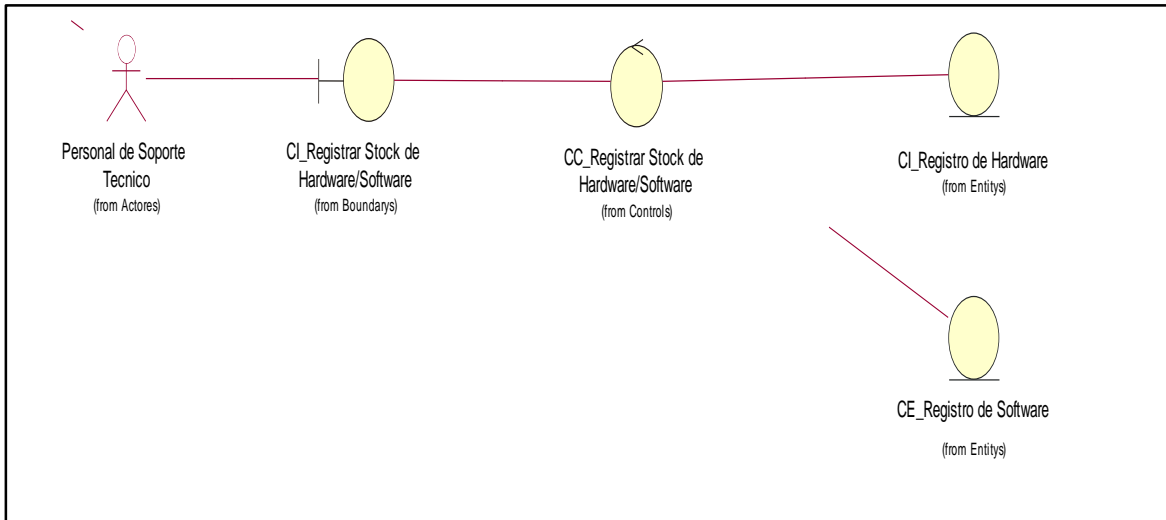 Personal de Soporte
Tecnico
(from Actores)
CI_Registrar Stock de
Hardware/Software
(from Boundarys)
CC_Registrar Stock de
Hardware/Software
(from Controls)
CI_Registro de Hardware
(from Entitys)
CE_Registro de Software
(from Entitys)